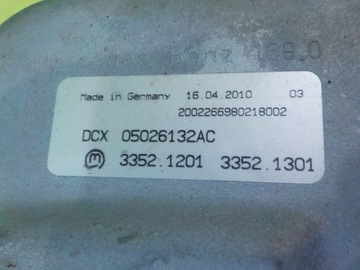 Made in Germany 16.04.2010 03
2002266980218002
DCX 05026132AC
3352.1201 3352.1301